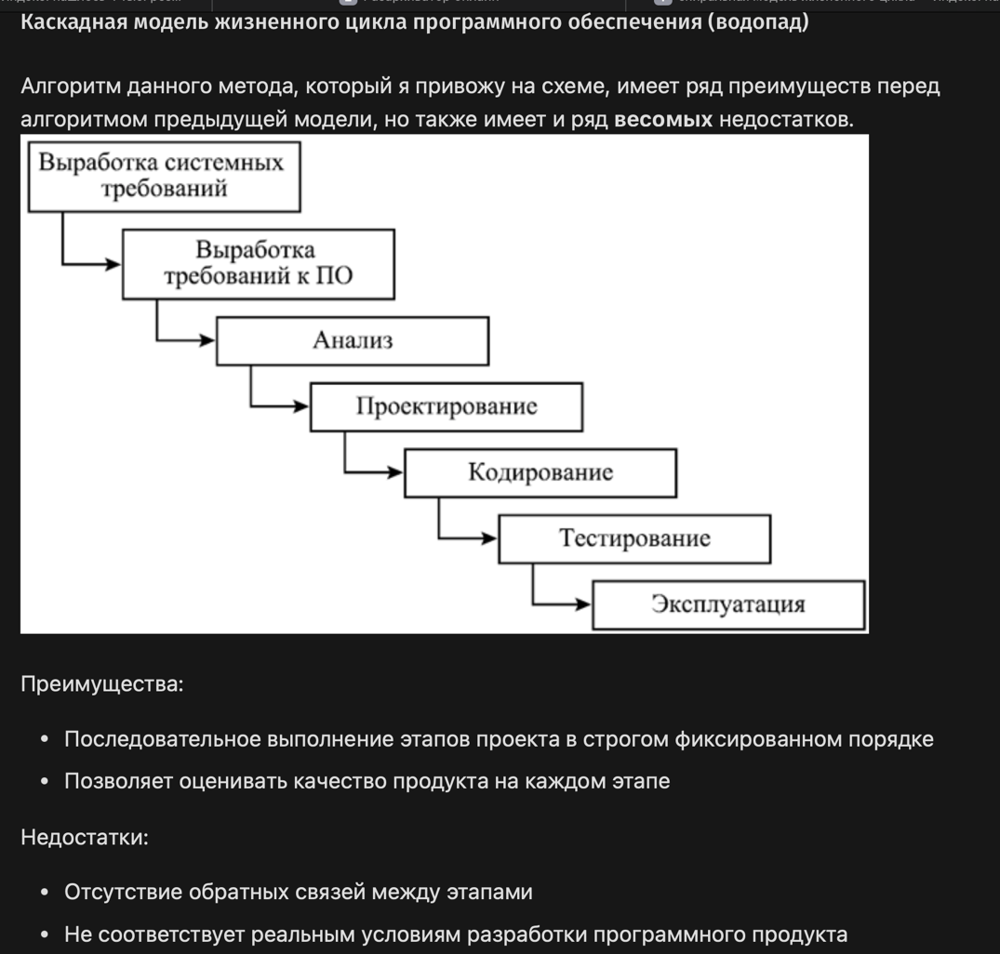 Каскадная модель жизненного цикла программного обеспечения (водопад)
Алгоритм данного метода, который я привожу на схеме, имеет ряд преимуществ перед
алгоритмом предыдущей модели, но также имеет и ряд весомых недостатков.
Выработка системных
требований
Выработка
требований к ПО
Анализ
Проектирование
Кодирование
Тестирование
Эксплуатация
Преимущества:
• Последовательное выполнение этапов проекта в строгом фиксированном порядке
• Позволяет оценивать качество продукта на каждом этапе
Недостатки:
• Отсутствие обратных связей между этапами
• Не соответствует реальным условиям разработки программного продукта